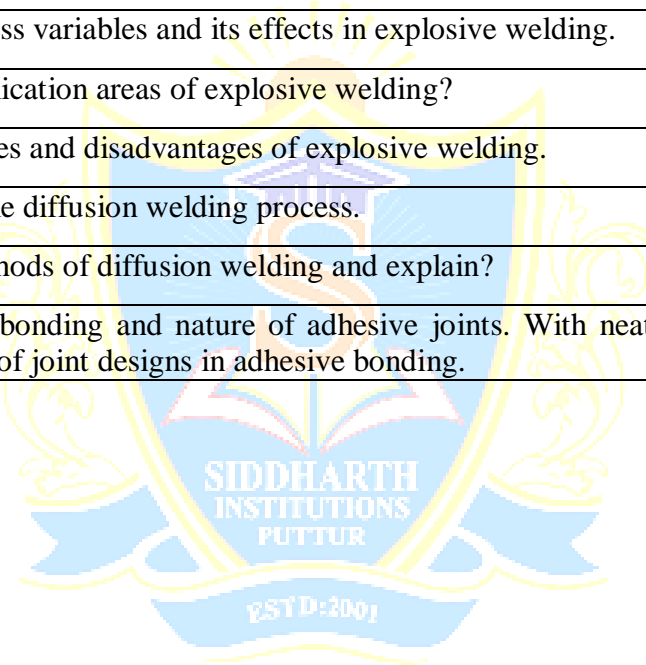 ss variables and its effects in explosive welding.
ication areas of explosive welding?
es and disadvantages of explosive welding.
e diffusion welding process.
hods of diffusion welding and explain?
bonding and nature of adhesive joints. With neat
of joint designs in adhesive bonding.
SIDDHARTH
INSTITUTIONS
PUTTUR
ESTD:2001